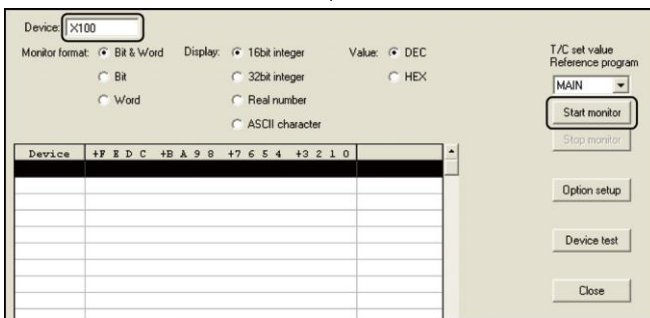 Device: X100
Monitor format: Bit & Word Display: 16bit integer Value: DEC
Bit 32bit integer HEX
Word Real number
ASCII character
T/C set value
Reference program
MAIN
Start monitor
Stop monitor
Option setup
Device test
Close
Device +F E D C +B A 9 8 +7 6 5 4 +3 2 1 0